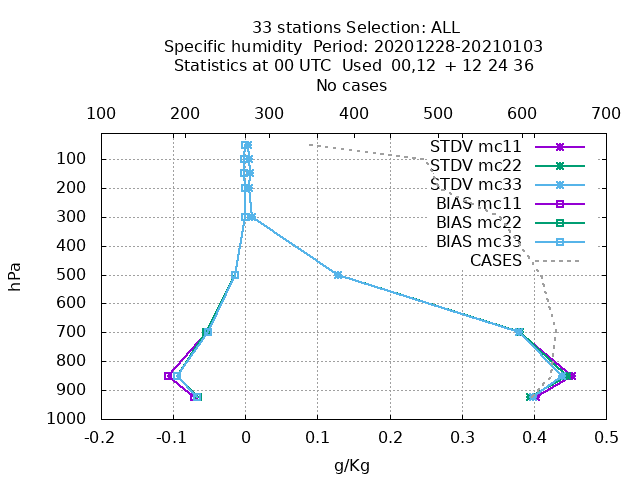 33 stations Selection: ALL
Specific humidity  Period: 20201228-20210103
Statistics at 00 UTC  Used  00,12  + 12 24 36
No cases
100 200 300 400 500 600 700
STDV mc11
100
STDV mc22
STDV mc33
200
BIAS mc11
300
BIAS mc22
400
BIAS mc33
CASES
500
600
700
800
900
1000
hPa
-0.2 -0.1 0 0.1 0.2 0.3 0.4 0.5
g/Kg